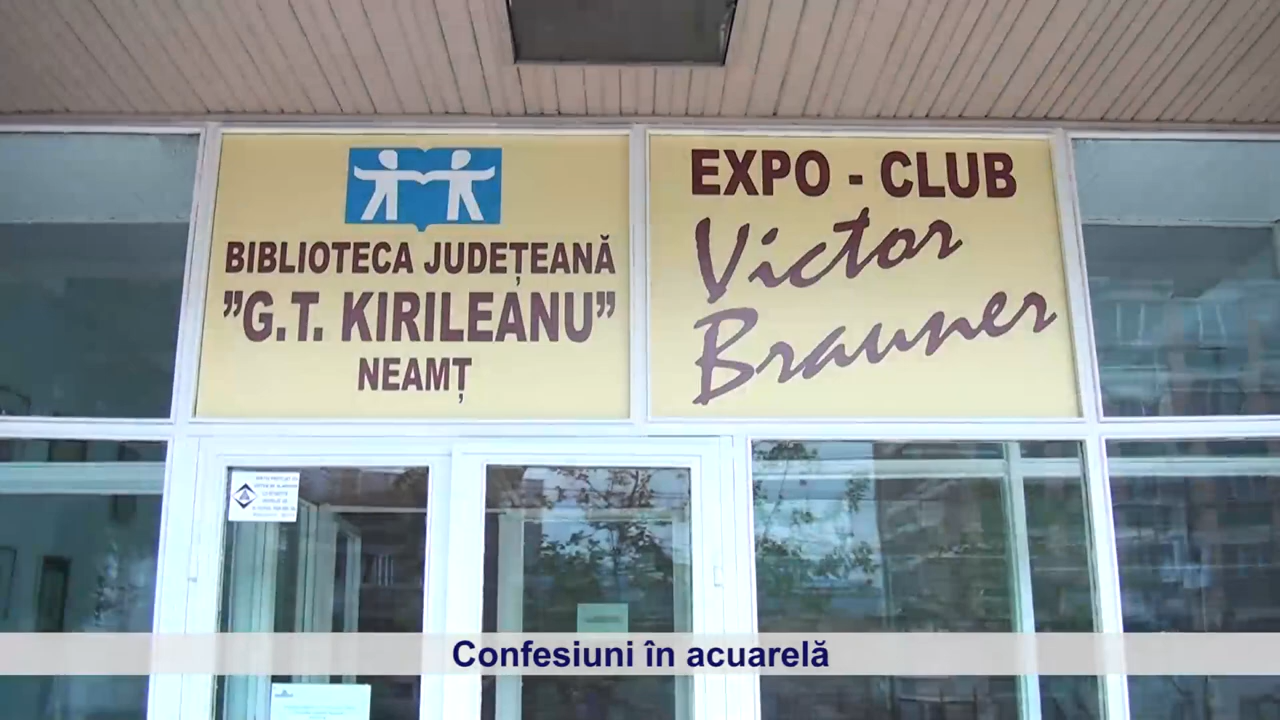 BIBLIOTECA JUDEȚEANĂ
"G.T. KIRILEANU"
NEAMȚ
EXPO - CLUB
Victor
Brauner
Confesiuni în acuarelă